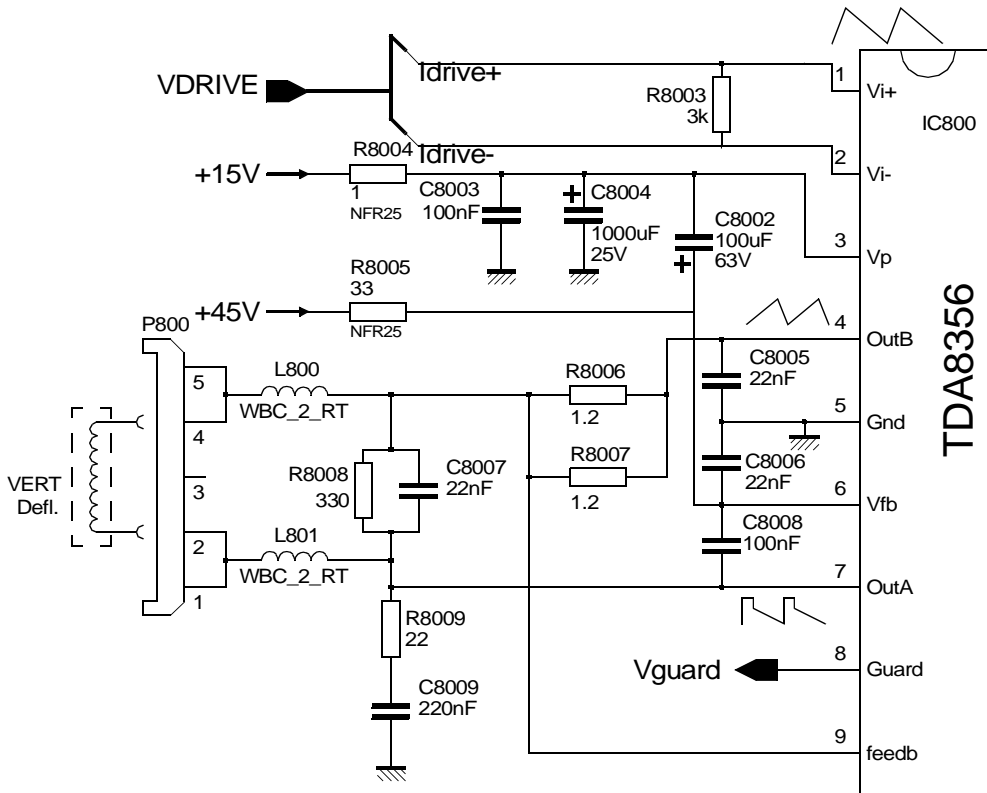 VDRIVE
Idrive+
Idrive-
R8003
3k
1
Vi+
IC800
2
Vi-
R8004
+15V
1
NFR25
C8003
100nF
C8004
1000uF
25V
C8002
100uF
63V
3
Vp
R8005
33
+45V
NFR25
4
OutB
P800
5
L800
WBC_2_RT
4
R8006
1.2
C8005
22nF
5
Gnd
TDA8356
R8007
1.2
C8006
22nF
3
VERT
Defl.
R8008
330
C8007
22nF
6
Vfb
2
L801
WBC_2_RT
1
C8008
100nF
7
OutA
R8009
22
8
Guard
Vguard
C8009
220nF
9
feedb